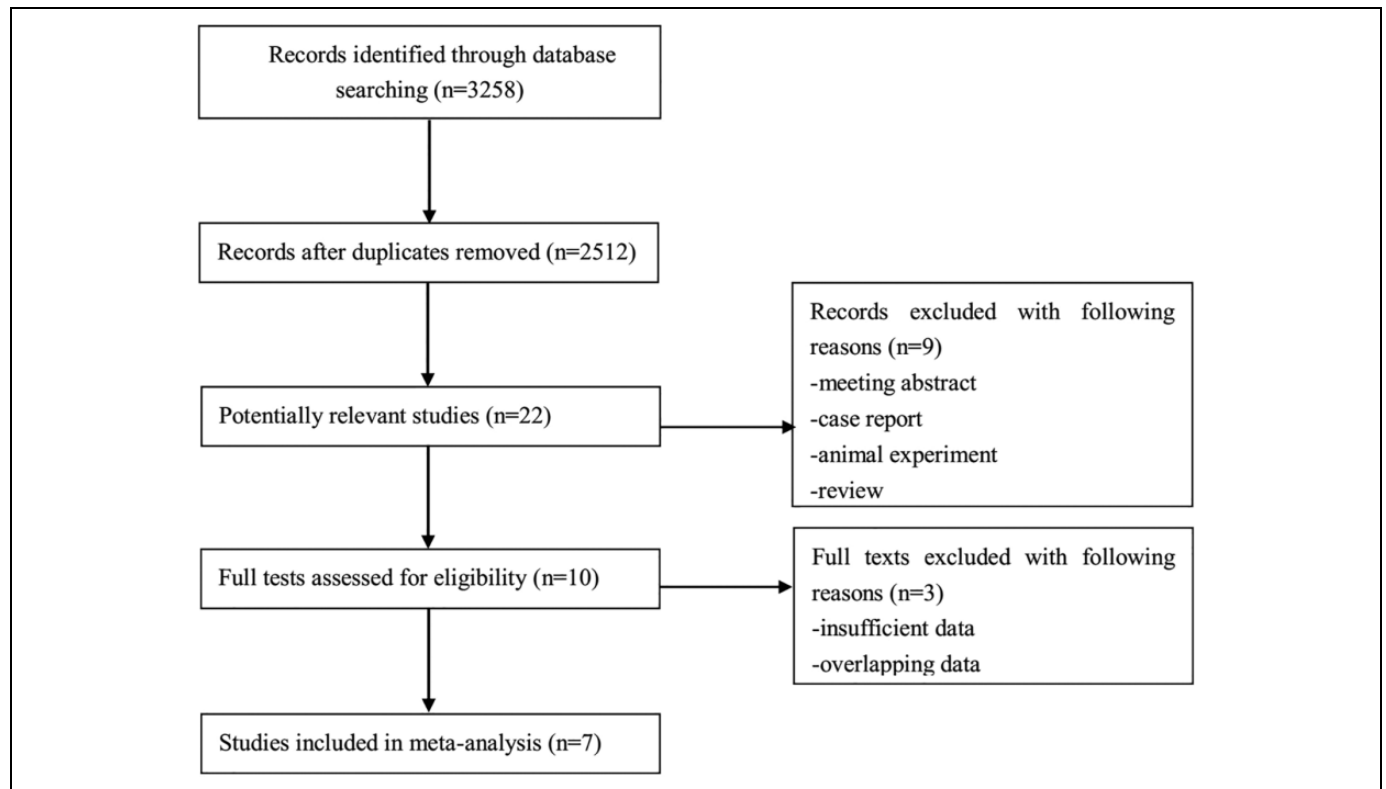 Records identified through database
searching (n=3258)
Records after duplicates removed (n=2512)
Records excluded with following
reasons (n=9)
-meeting abstract
-case report
-animal experiment
-review
Potentially relevant studies (n=22)
Full tests assessed for eligibility (n=10)
Full texts excluded with following
reasons (n=3)
-insufficient data
-overlapping data
Studies included in meta-analysis (n=7)